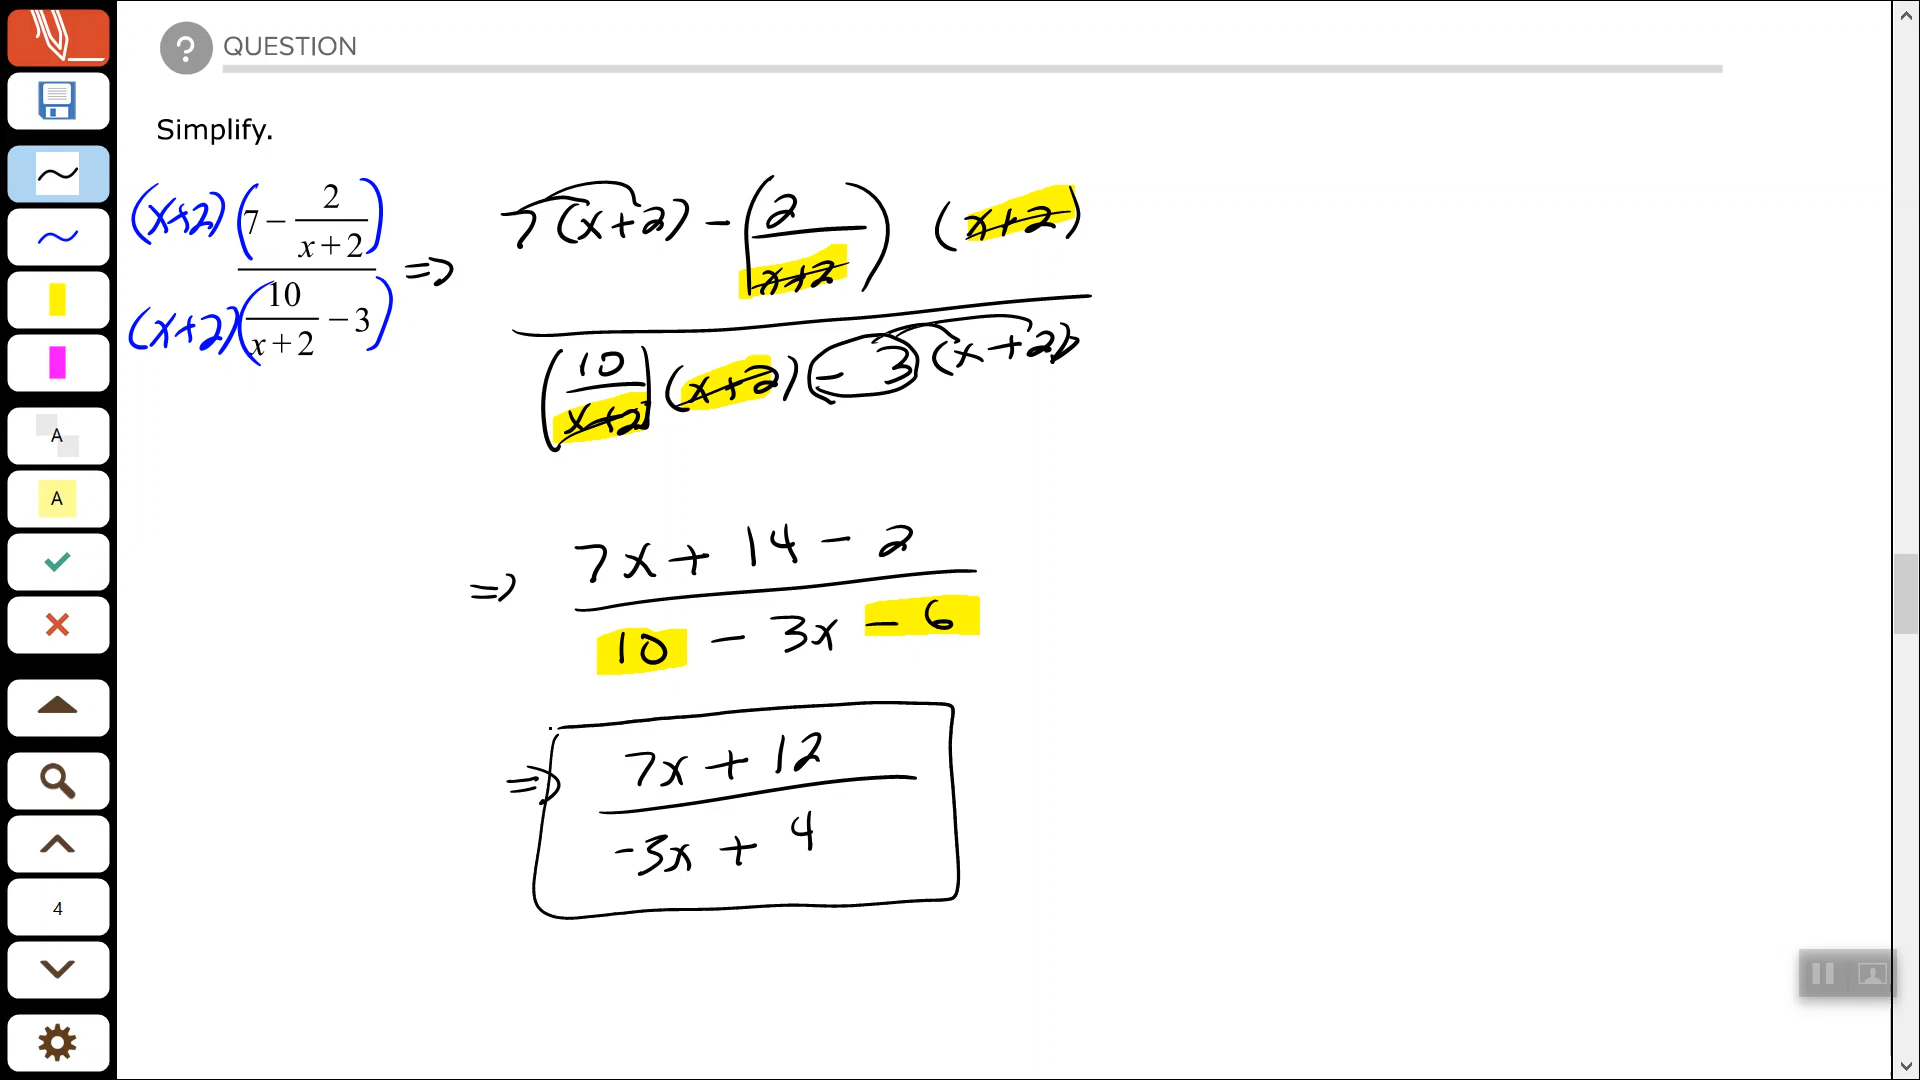 QUESTION
Simplify.
(x+2) (7 − 2/(x+2))
(x+2) (10/(x+2) − 3)
=> 7(x+2) − (2/(x+2)) (x+2)
(10/(x+2)) (x+2) − 3(x+2)
=> 7x + 14 − 2
10 − 3x − 6
=> 7x + 12
-3x + 4
A
A
4